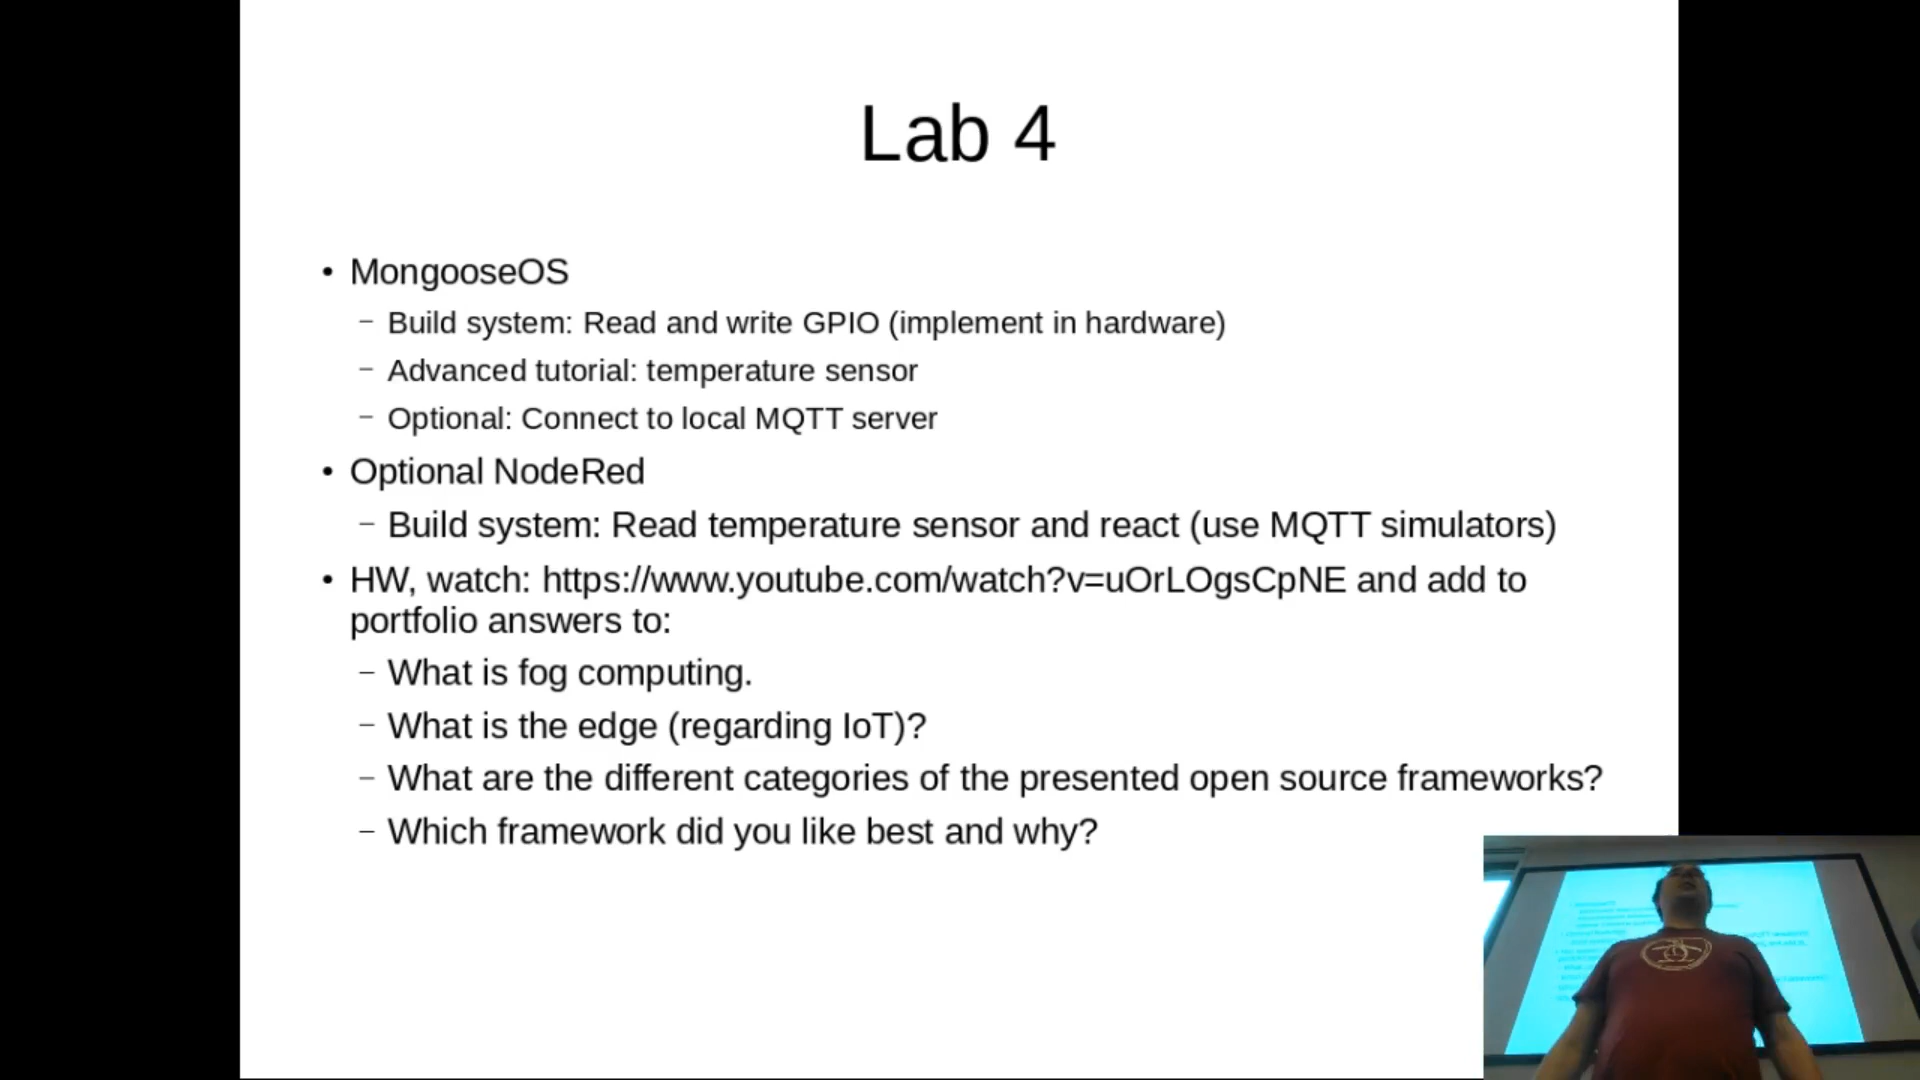 Lab 4
• MongooseOS
– Build system: Read and write GPIO (implement in hardware)
– Advanced tutorial: temperature sensor
– Optional: Connect to local MQTT server
• Optional NodeRed
– Build system: Read temperature sensor and react (use MQTT simulators)
• HW, watch: https://www.youtube.com/watch?v=uOrLOgsCpNE and add to
portfolio answers to:
– What is fog computing.
– What is the edge (regarding IoT)?
– What are the different categories of the presented open source frameworks?
– Which framework did you like best and why?